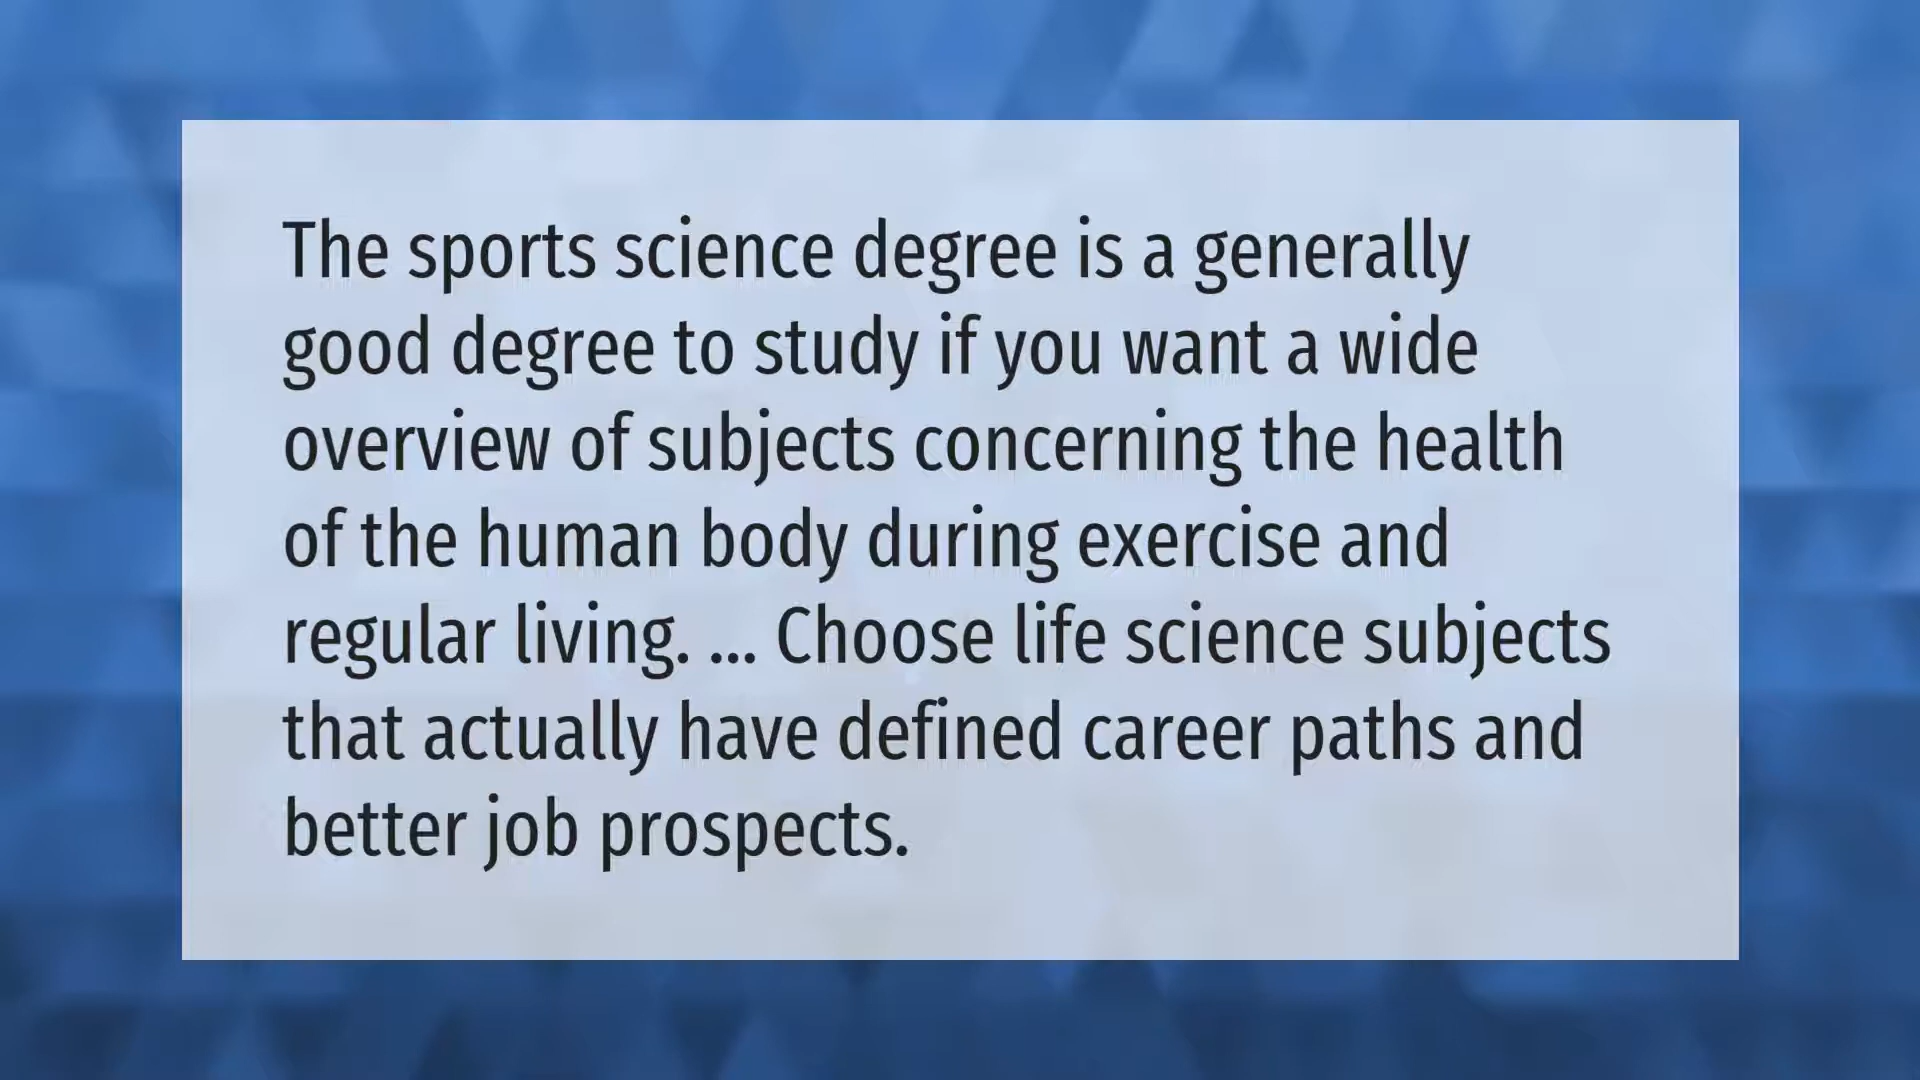 The sports science degree is a generally
good degree to study if you want a wide
overview of subjects concerning the health
of the human body during exercise and
regular living. ... Choose life science subjects
that actually have defined career paths and
better job prospects.